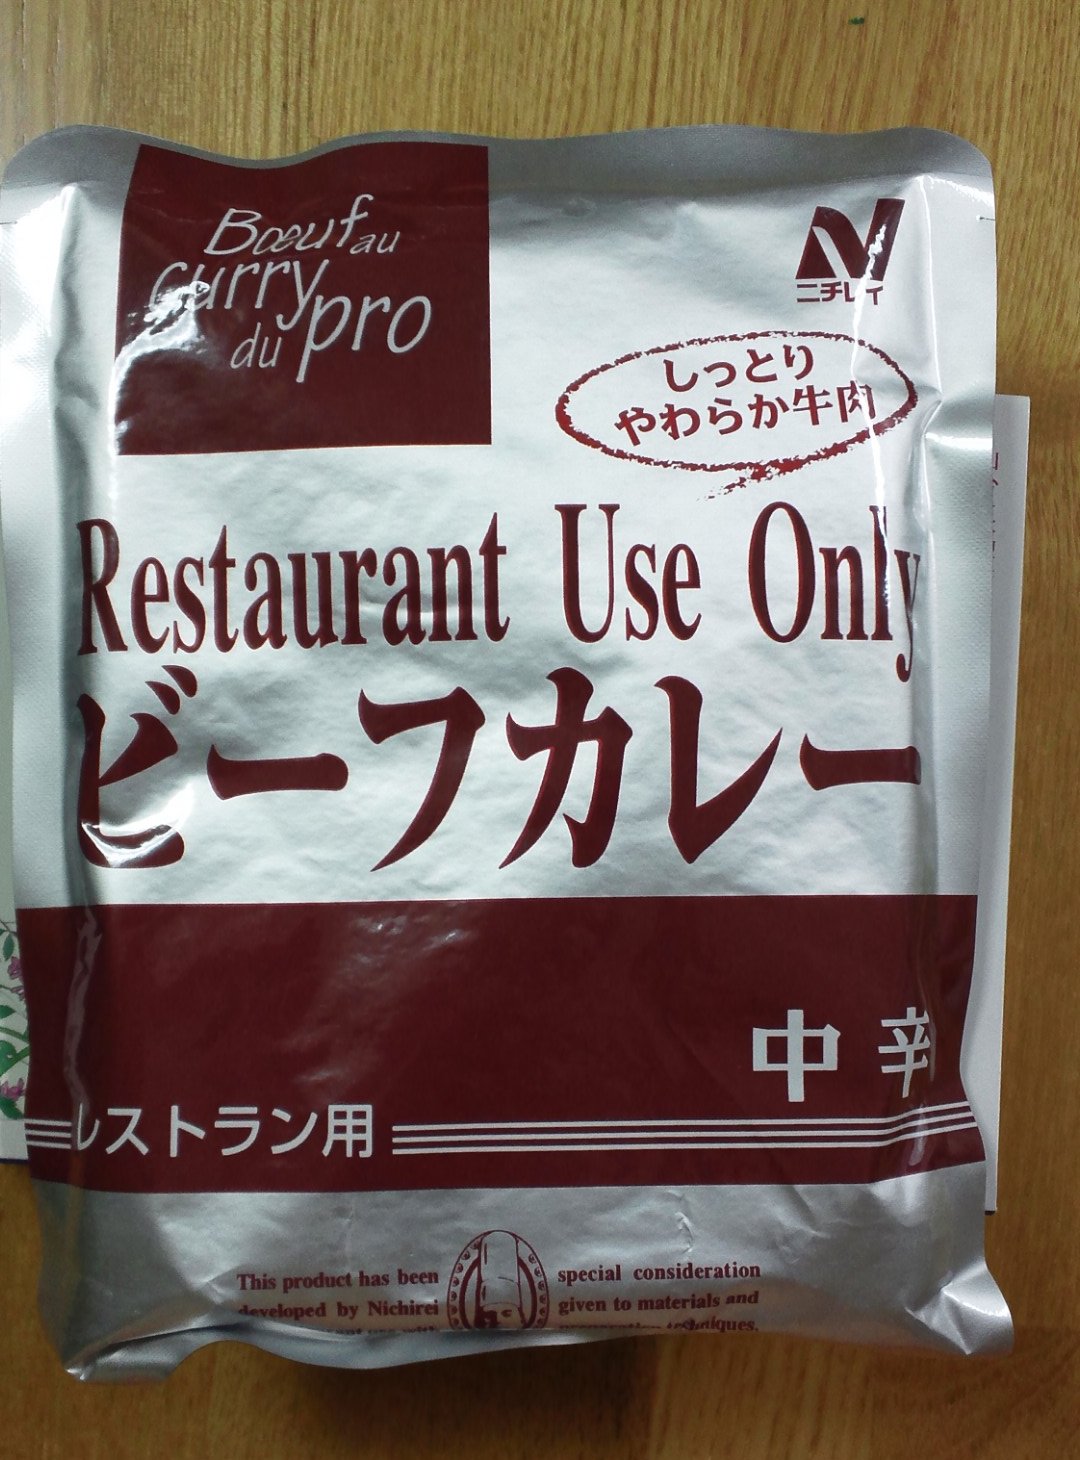 Bœuf au
curry
du pro
ニチレイ
しっとり
やわらか牛肉
Restaurant Use Only
ビーフカレー
中辛
レストラン用
This product has been
developed by Nichirei
special consideration
given to materials and
techniques.